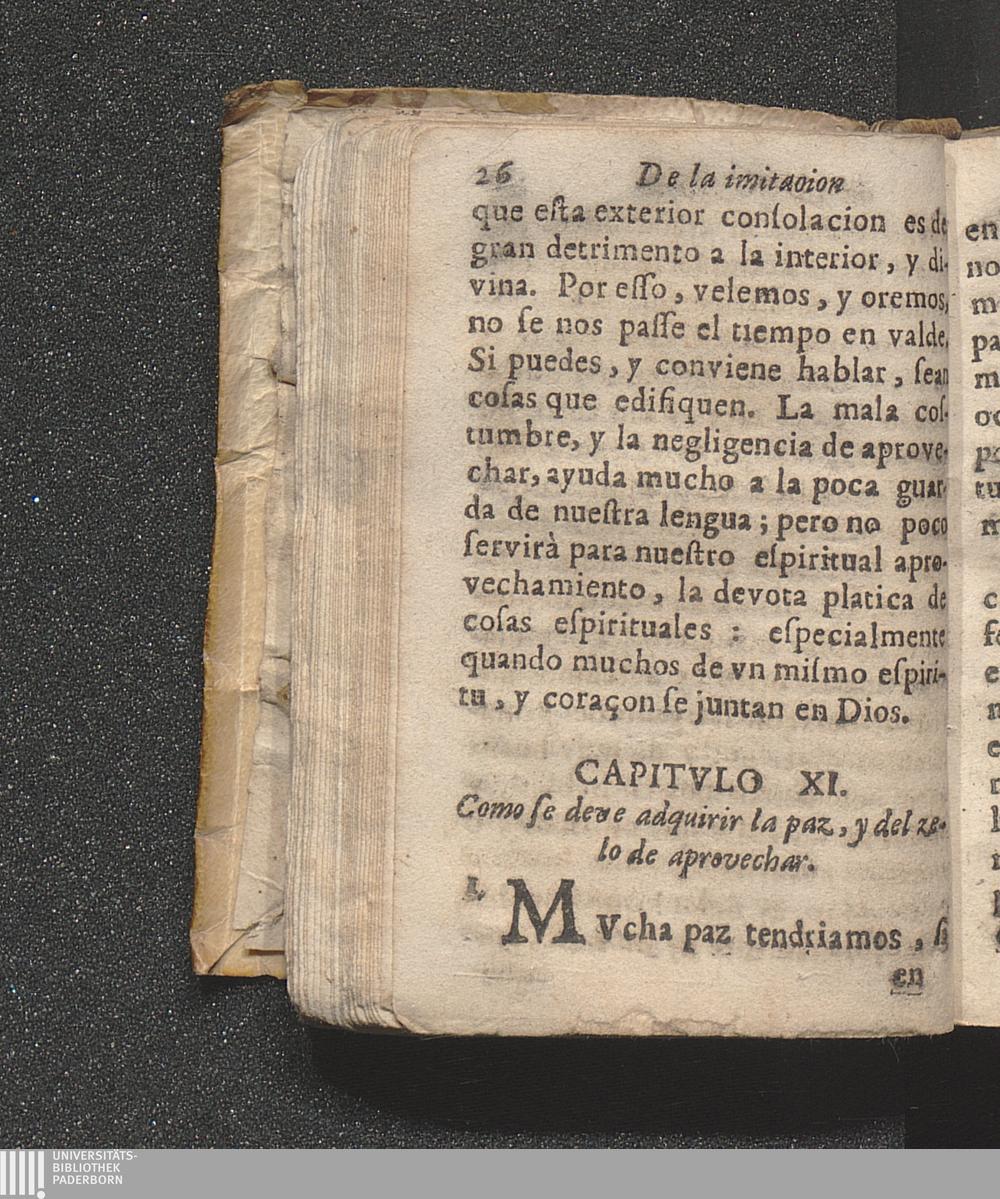 26 De la imitacion
que eſta exterior conſolacion es de
gran detrimento a la interior, y di-
vina. Por eſſo, velemos, y oremos,
no ſe nos paſſe el tiempo en valde.
Si puedes, y conviene hablar, ſean
coſas que edifiquen. La mala coſ-
tumbre, y la negligencia de aprove-
char, ayuda mucho a la poca guar-
da de nueſtra lengua; pero no poco
ſervirà para nueſtro eſpiritual apro-
vechamiento, la devota platica de
coſas eſpirituales: eſpecialmente
quando muchos de vn miſmo eſpiri-
tu, y coraçon ſe juntan en Dios.
CAPITVLO XI.
Como ſe deve adquirir la paz, y del ze-
lo de aprovechar.
I. MVcha paz tendriamos, ſi
en
en
no
m
pa
m
oc
tu
m
c
e
UNIVERSITÄTS-
BIBLIOTHEK
PADERBORN